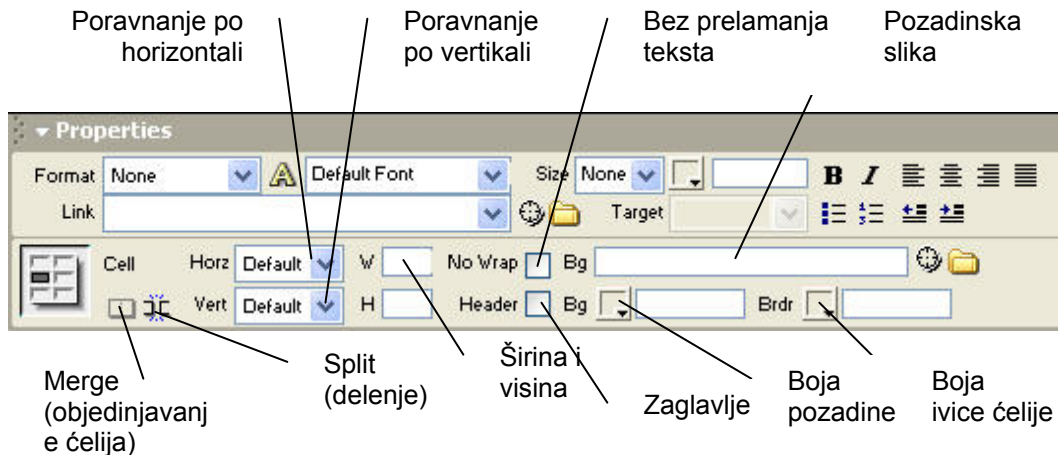 Poravnanje po
horizontali
Poravnanje
po vertikali
Bez prelamanja
teksta
Pozadinska
slika
Properties
Format None Default Font Size None B I
Link Target
Cell Horz Default W No Wrap Bg
Vert Default H Header Bg Brdr
Merge
(objedinjavanj
e ćelija)
Split
(delenje)
Širina i
visina
Zaglavlje
Boja
pozadine
Boja
ivice ćelije